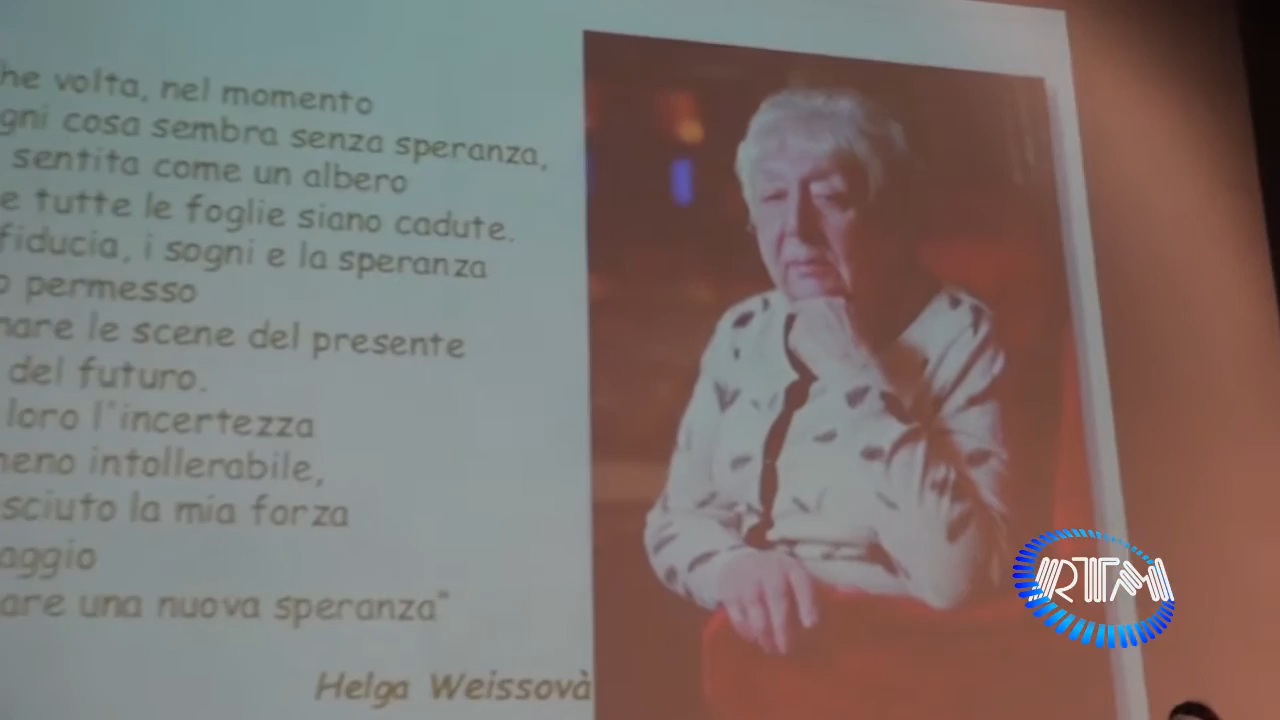 he volta, nel momento
gni cosa sembra senza speranza,
sentita come un albero
e tutte le foglie siano cadute.
fiducia, i sogni e la speranza
o permesso
nare le scene del presente
del futuro.
loro l'incertezza
neno intollerabile,
sciuto la mia forza
aggio
are una nuova speranza"
Helga Weissovà
RTM